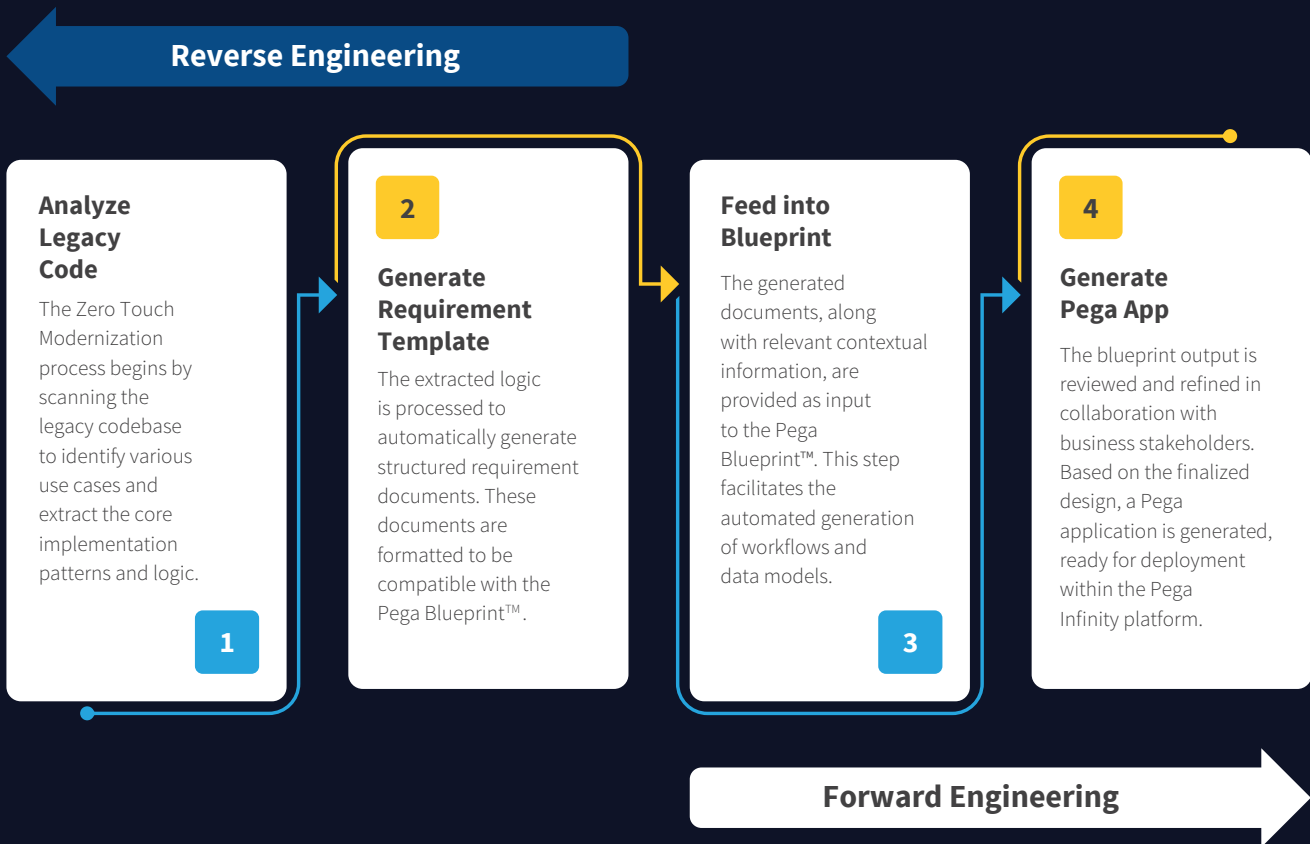 Reverse Engineering
Analyze
Legacy
Code
The Zero Touch
Modernization
process begins by
scanning the
legacy codebase
to identify various
use cases and
extract the core
implementation
patterns and logic.
1
2
Generate
Requirement
Template
The extracted logic
is processed to
automatically generate
structured requirement
documents. These
documents are
formatted to be
compatible with the
Pega Blueprint™.
Feed into
Blueprint
The generated
documents, along
with relevant contextual
information, are
provided as input
to the Pega
Blueprint™. This step
facilitates the
automated generation
of workflows and
data models.
3
4
Generate
Pega App
The blueprint output is
reviewed and refined in
collaboration with
business stakeholders.
Based on the finalized
design, a Pega
application is generated,
ready for deployment
within the Pega
Infinity platform.
Forward Engineering